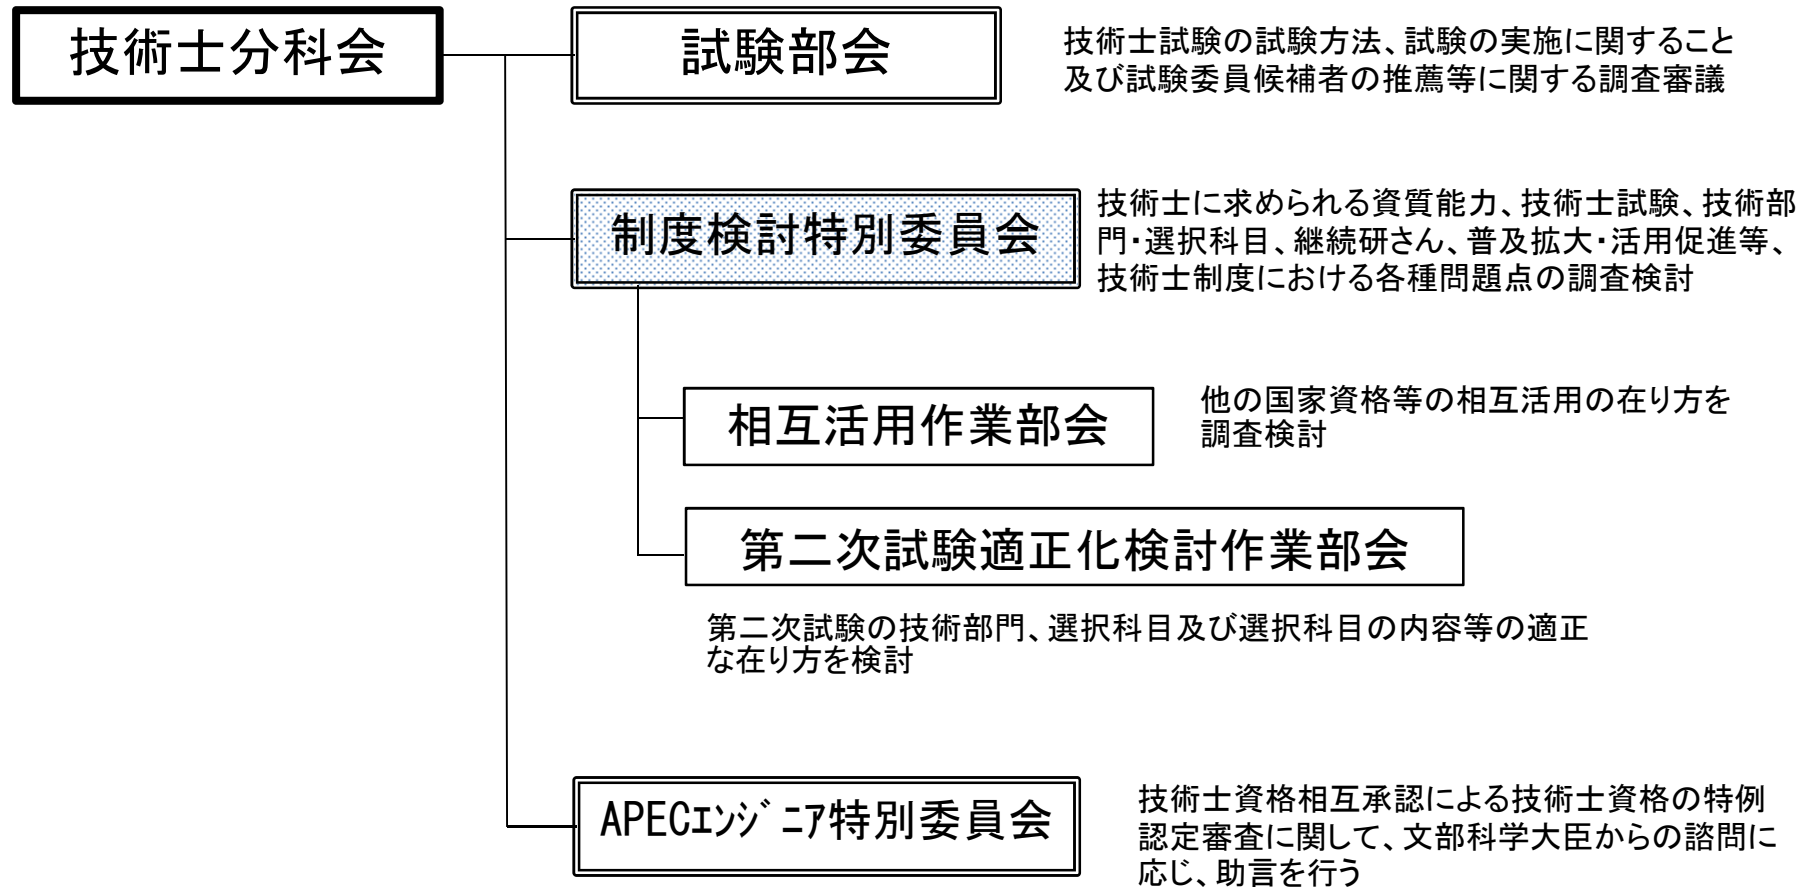 技術士分科会
試験部会
技術士試験の試験方法、試験の実施に関すること
及び試験委員候補者の推薦等に関する調査審議
制度検討特別委員会
技術士に求められる資質能力、技術士試験、技術部
門・選択科目、継続研さん、普及拡大・活用促進等、
技術士制度における各種問題点の調査検討
相互活用作業部会
他の国家資格等の相互活用の在り方を
調査検討
第二次試験適正化検討作業部会
第二次試験の技術部門、選択科目及び選択科目の内容等の適正
な在り方を検討
APECｴﾝｼﾞﾆｱ特別委員会
技術士資格相互承認による技術士資格の特例
認定審査に関して、文部科学大臣からの諮問に
応じ、助言を行う